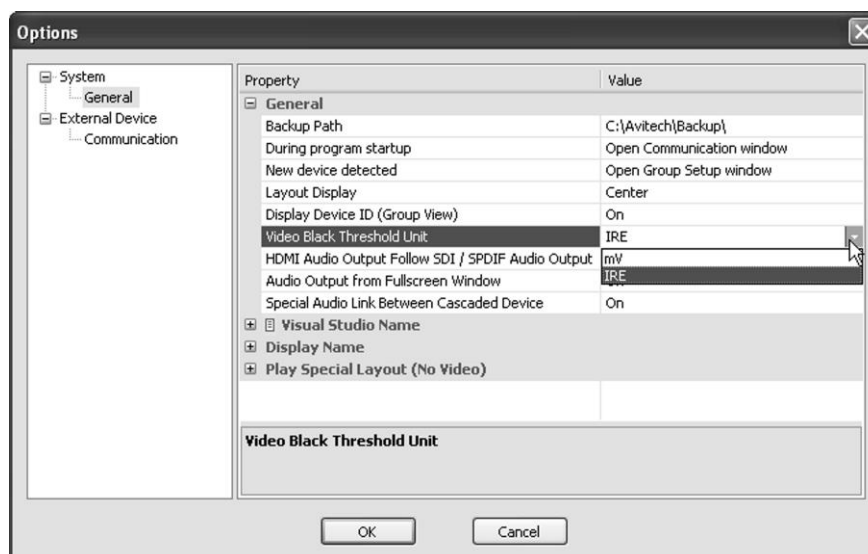 Options
System
General
External Device
Communication
Property Value
General
Backup Path C:\Avitech\Backup\
During program startup Open Communication window
New device detected Open Group Setup window
Layout Display Center
Display Device ID (Group View) On
Video Black Threshold Unit IRE
HDMI Audio Output Follow SDI / SPDIF Audio Output mV
IRE
Audio Output from Fullscreen Window
Special Audio Link Between Cascaded Device On
Visual Studio Name
Display Name
Play Special Layout (No Video)
Video Black Threshold Unit
OK Cancel